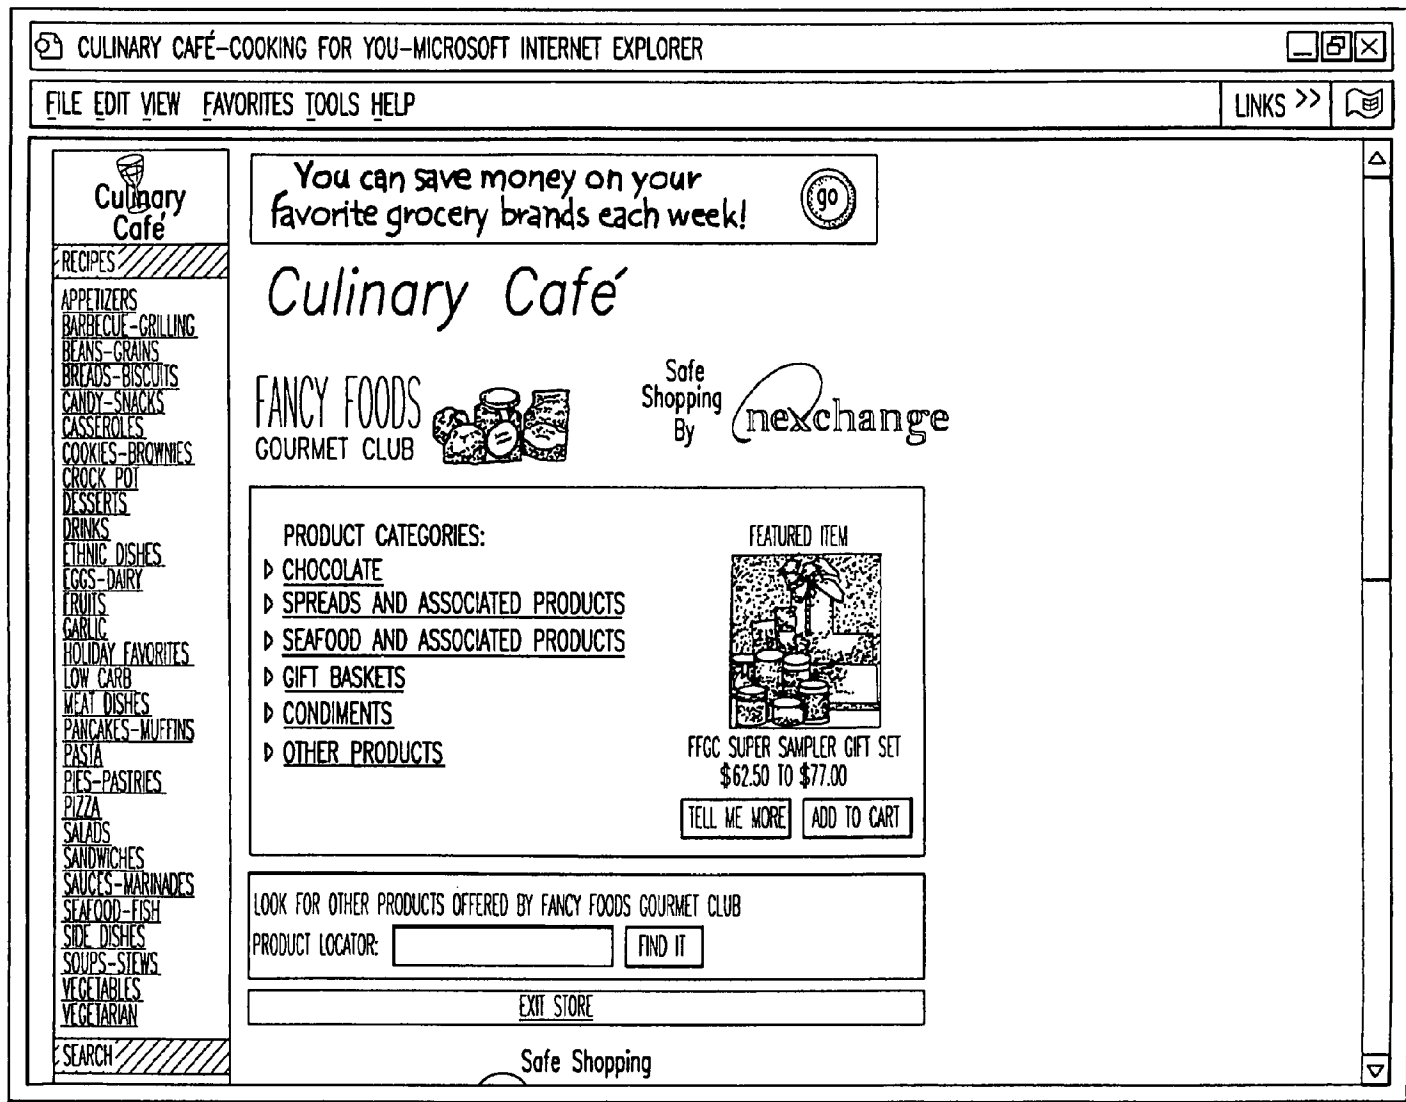 CULINARY CAFÉ-COOKING FOR YOU-MICROSOFT INTERNET EXPLORER
FILE EDIT VIEW FAVORITES TOOLS HELP
LINKS >>
Culinary
Café
RECIPES
APPETIZERS
BARBECUE-GRILLING
BEANS-GRAINS
BREADS-BISCUITS
CANDY-SNACKS
CASSEROLES
COOKIES-BROWNIES
CROCK POT
DESSERTS
DRINKS
ETHNIC DISHES
EGGS-DAIRY
FRUITS
GARLIC
HOLIDAY FAVORITES
LOW CARB
MEAT DISHES
PANCAKES-MUFFINS
PASTA
PIES-PASTRIES
PIZZA
SALADS
SANDWICHES
SAUCES-MARINADES
SEAFOOD-FISH
SIDE DISHES
SOUPS-STEWS
VEGETABLES
VEGETARIAN
SEARCH
You can save money on your
favorite grocery brands each week!
go
Culinary Café
FANCY FOODS
GOURMET CLUB
Safe
Shopping
By
nexchange
PRODUCT CATEGORIES:
CHOCOLATE
SPREADS AND ASSOCIATED PRODUCTS
SEAFOOD AND ASSOCIATED PRODUCTS
GIFT BASKETS
CONDIMENTS
OTHER PRODUCTS
FEATURED ITEM
FFGC SUPER SAMPLER GIFT SET
$62.50 TO $77.00
TELL ME MORE
ADD TO CART
LOOK FOR OTHER PRODUCTS OFFERED BY FANCY FOODS GOURMET CLUB
PRODUCT LOCATOR:
FIND IT
EXIT STORE
Safe Shopping